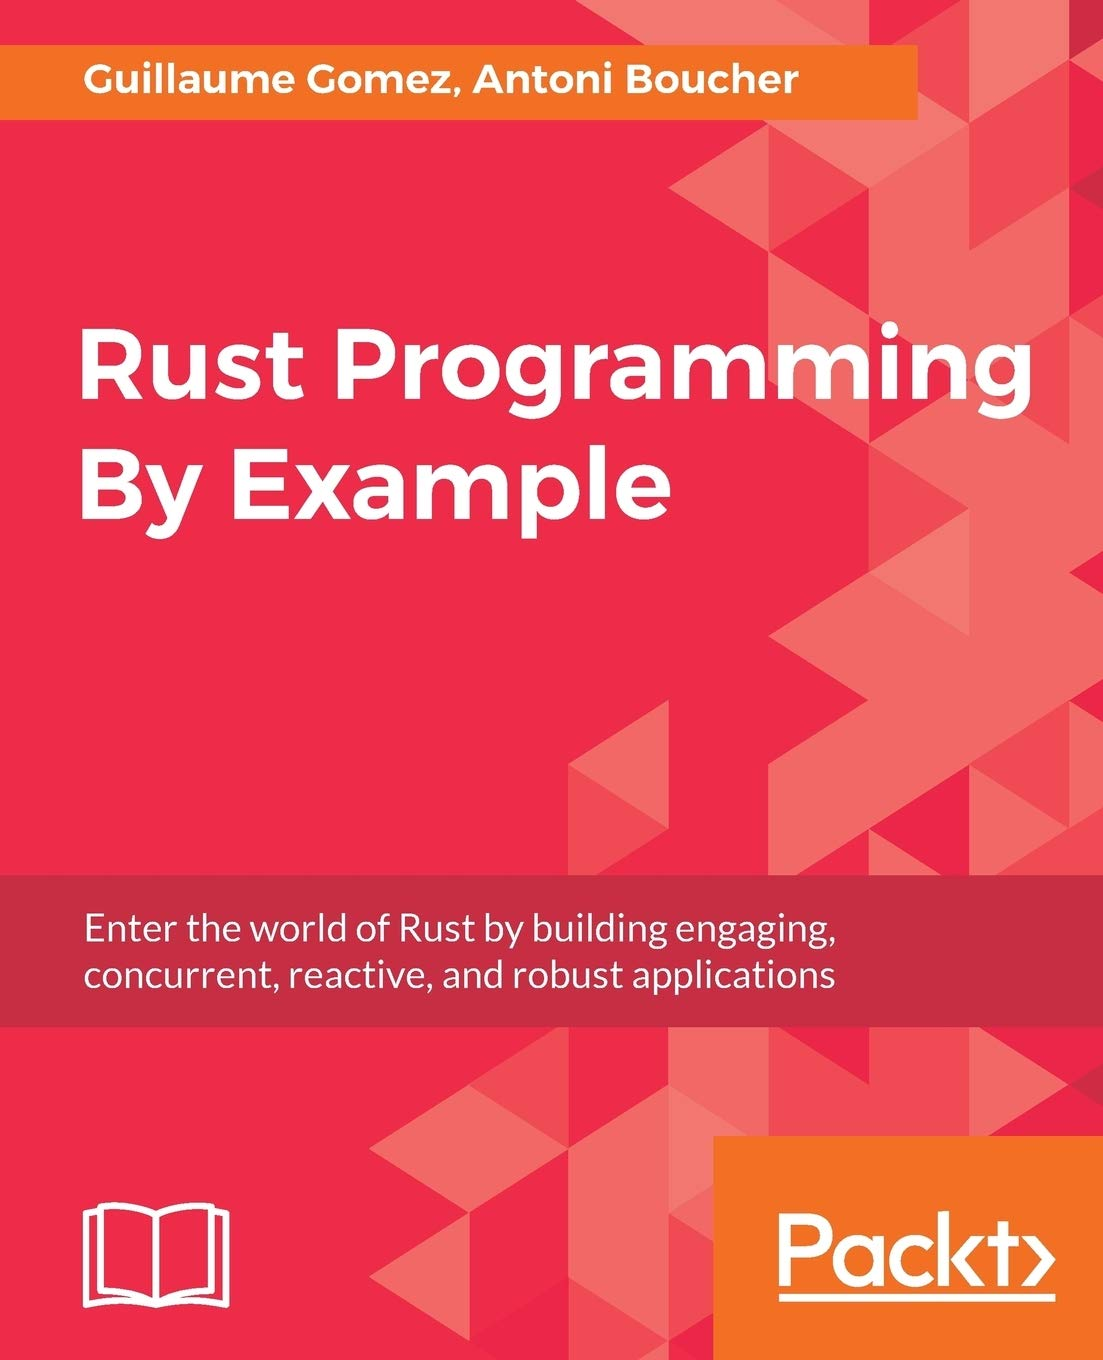 Guillaume Gomez, Antoni Boucher
Rust Programming
By Example
Enter the world of Rust by building engaging,
concurrent, reactive, and robust applications
Packt